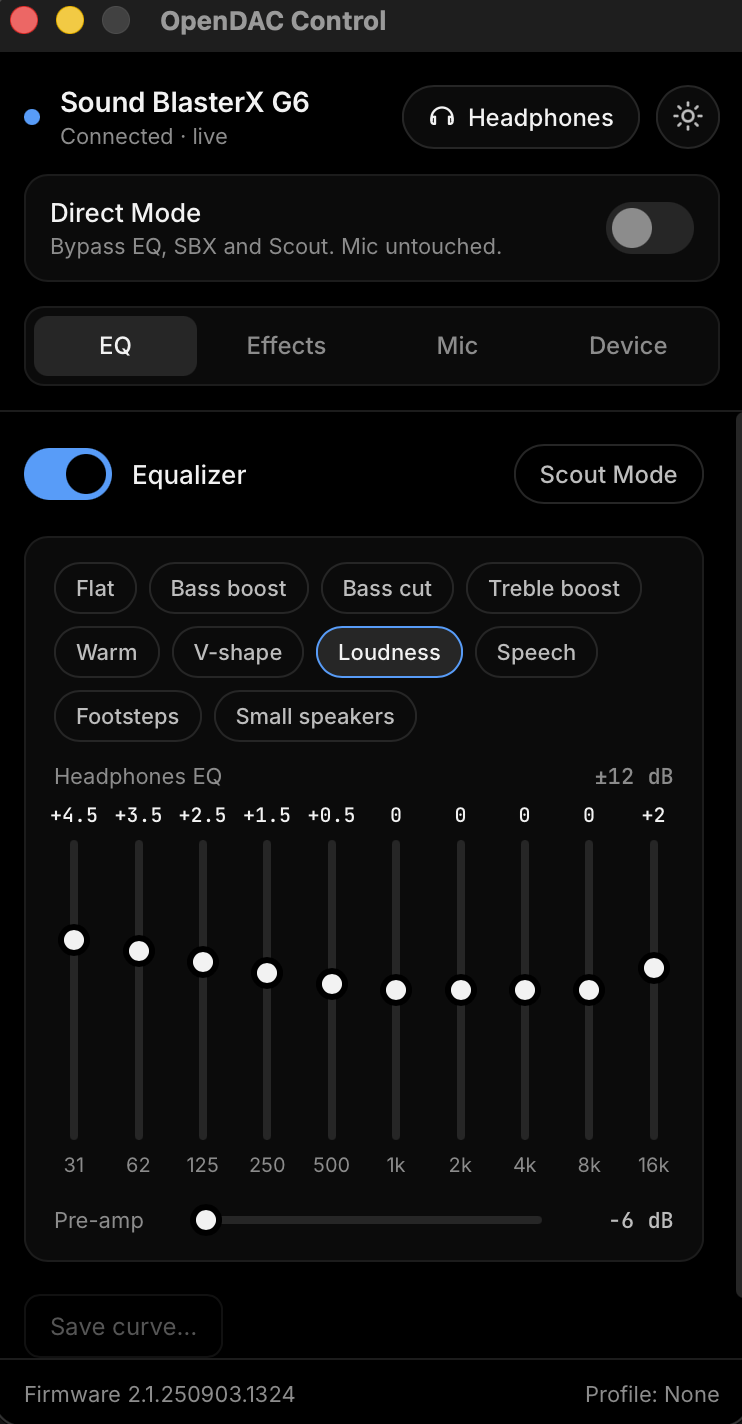 OpenDAC Control
Sound BlasterX G6
Connected · live
Headphones
Direct Mode
Bypass EQ, SBX and Scout. Mic untouched.
EQ Effects Mic Device
Equalizer
Scout Mode
Flat Bass boost Bass cut Treble boost
Warm V-shape Loudness Speech
Footsteps Small speakers
Headphones EQ ±12 dB
+4.5 +3.5 +2.5 +1.5 +0.5 0 0 0 0 +2
31 62 125 250 500 1k 2k 4k 8k 16k
Pre-amp -6 dB
Save curve...
Firmware 2.1.250903.1324 Profile: None